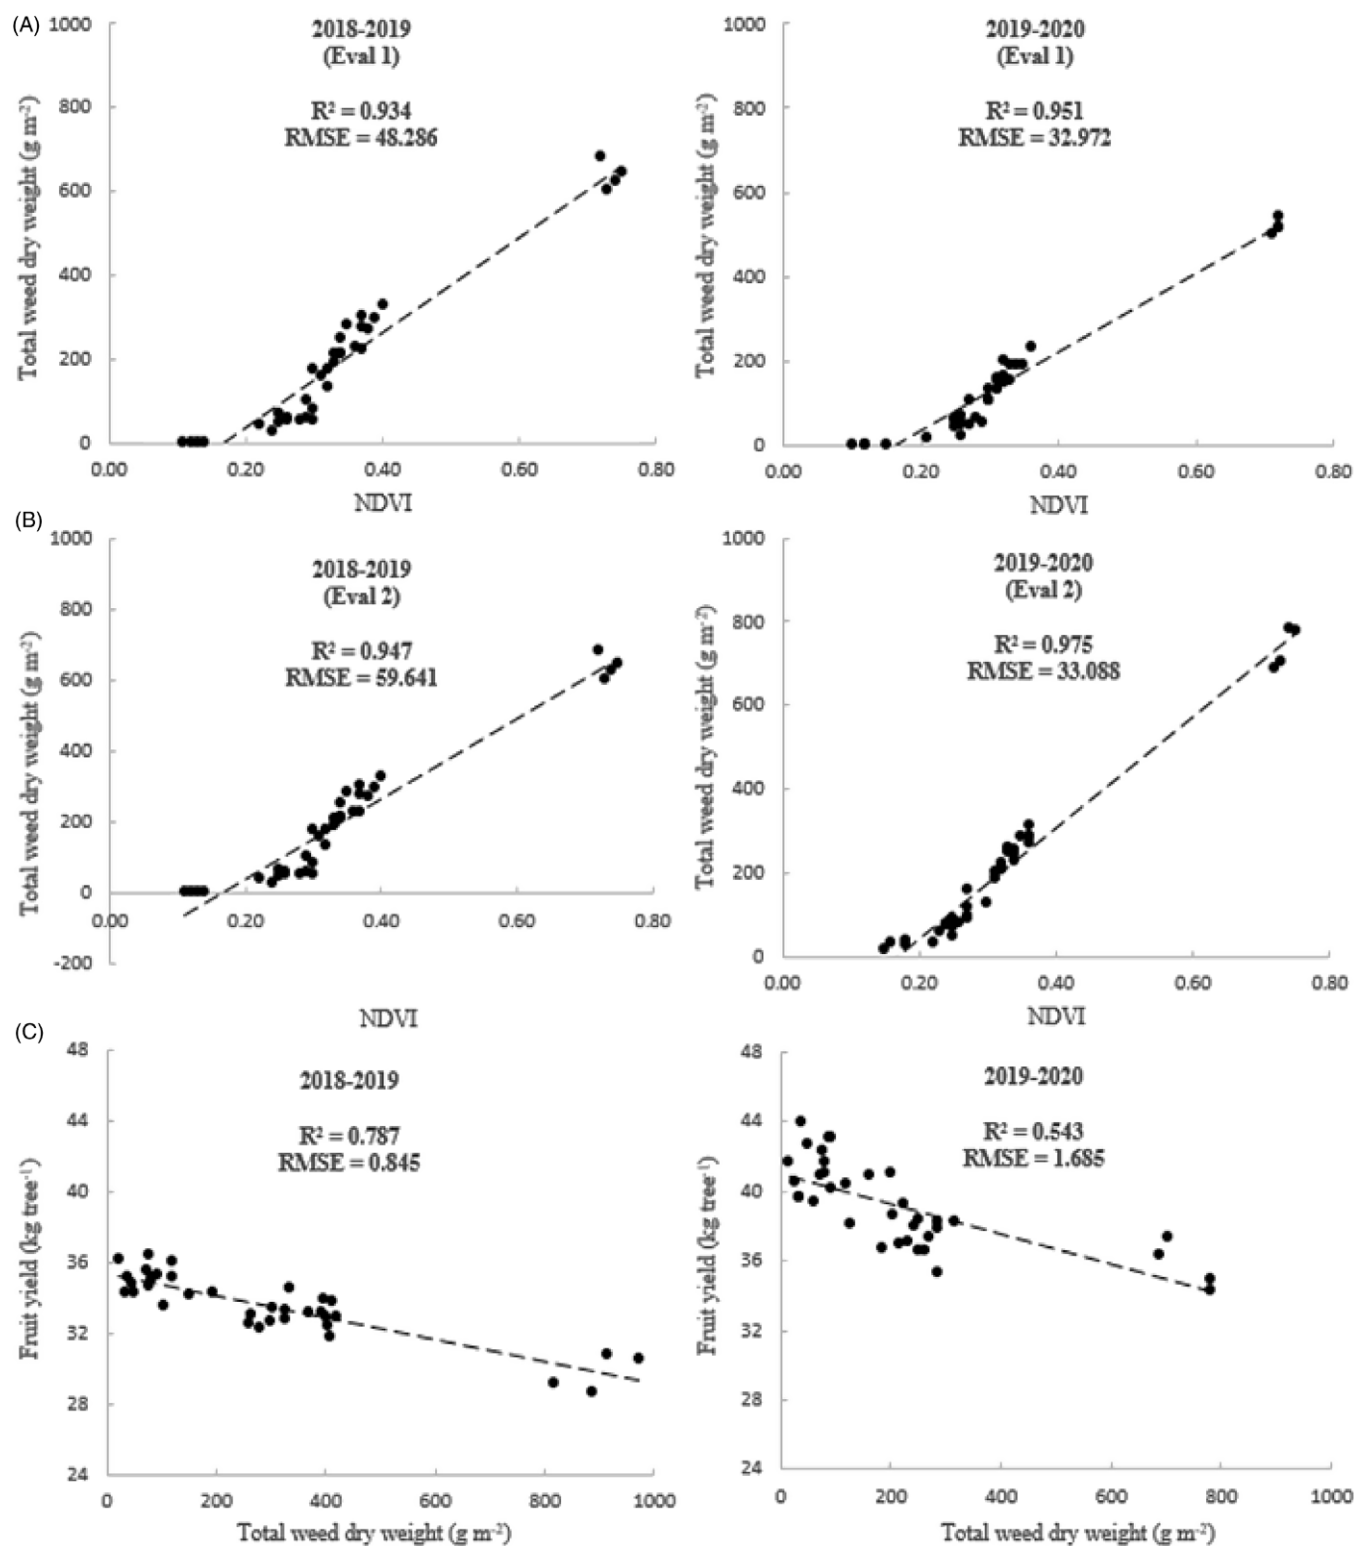 (A)
2018-2019
(Eval 1)
R² = 0.934
RMSE = 48.286
Total weed dry weight (g m⁻²)
1000
800
600
400
200
0
0.00 0.20 0.40 0.60 0.80
NDVI
2019-2020
(Eval 1)
R² = 0.951
RMSE = 32.972
Total weed dry weight (g m⁻²)
1000
800
600
400
200
0
0.00 0.20 0.40 0.60 0.80
NDVI
(B)
2018-2019
(Eval 2)
R² = 0.947
RMSE = 59.641
Total weed dry weight (g m⁻²)
1000
800
600
400
200
0
-200
0.00 0.20 0.40 0.60 0.80
NDVI
2019-2020
(Eval 2)
R² = 0.975
RMSE = 33.088
Total weed dry weight (g m⁻²)
1000
800
600
400
200
0
0.00 0.20 0.40 0.60 0.80
NDVI
(C)
2018-2019
R² = 0.787
RMSE = 0.845
Fruit yield (kg tree⁻¹)
48
44
40
36
32
28
24
0 200 400 600 800 1000
Total weed dry weight (g m⁻²)
2019-2020
R² = 0.543
RMSE = 1.685
Fruit yield (kg tree⁻¹)
48
44
40
36
32
28
24
0 200 400 600 800 1000
Total weed dry weight (g m⁻²)